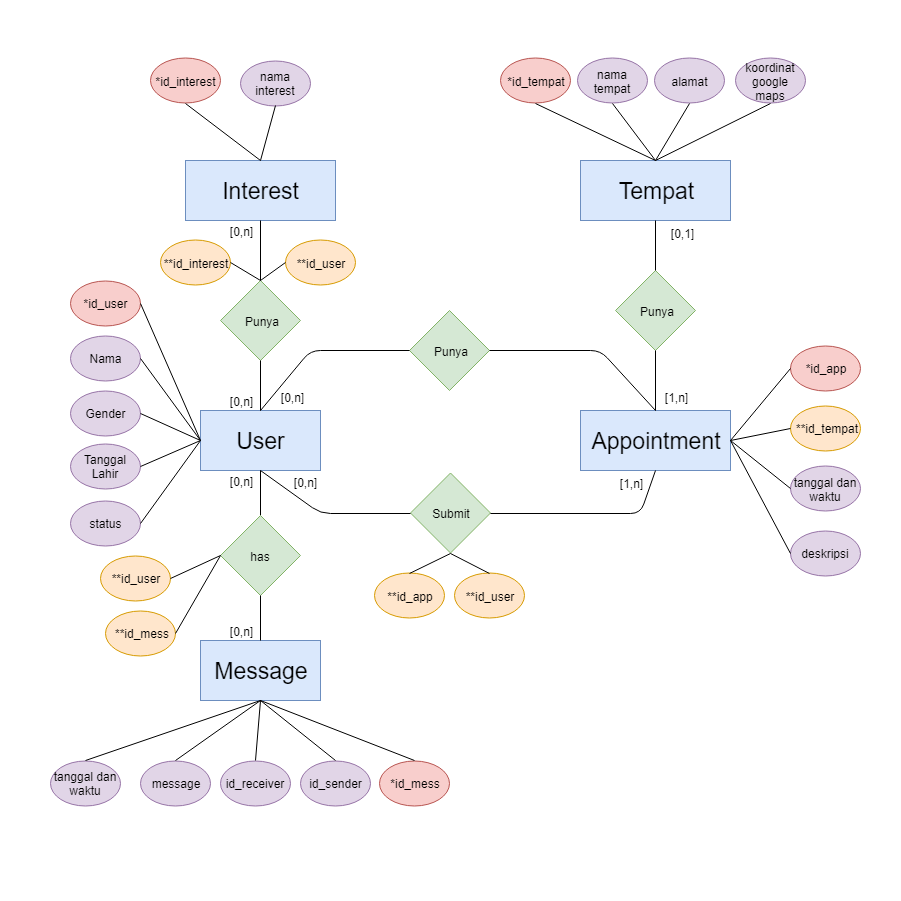 *id_interest
nama
interest
*id_tempat
nama
tempat
alamat
koordinat
google
maps
Interest
Tempat
[0,n]
[0,1]
**id_interest
**id_user
*id_user
Punya
Punya
Punya
Nama
Gender
Tanggal
Lahir
status
[0,n]
[0,n]
[1,n]
User
Appointment
*id_app
**id_tempat
tanggal dan
waktu
deskripsi
[0,n]
[0,n]
[1,n]
Submit
has
**id_user
**id_mess
**id_app
**id_user
[0,n]
Message
tanggal dan
waktu
message
id_receiver
id_sender
*id_mess